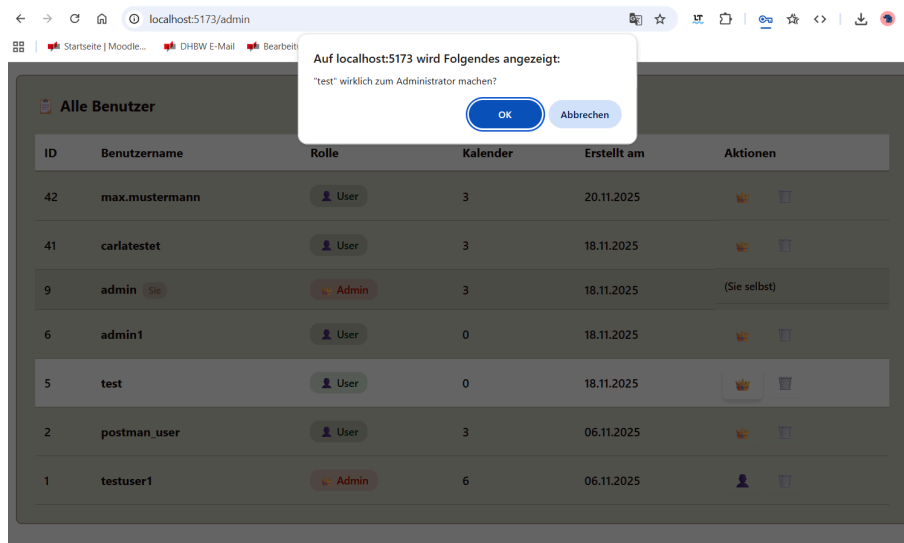 localhost:5173/admin
Startseite | Moodle... DHBW E-Mail Bearbeit
Auf localhost:5173 wird Folgendes angezeigt:
"test" wirklich zum Administrator machen?
OK Abbrechen
Alle Benutzer
ID Benutzername Rolle Kalender Erstellt am Aktionen
42 max.mustermann User 3 20.11.2025
41 carlatestet User 3 18.11.2025
9 admin Sie Admin 3 18.11.2025 (Sie selbst)
6 admin1 User 0 18.11.2025
5 test User 0 18.11.2025
2 postman_user User 3 06.11.2025
1 testuser1 Admin 6 06.11.2025